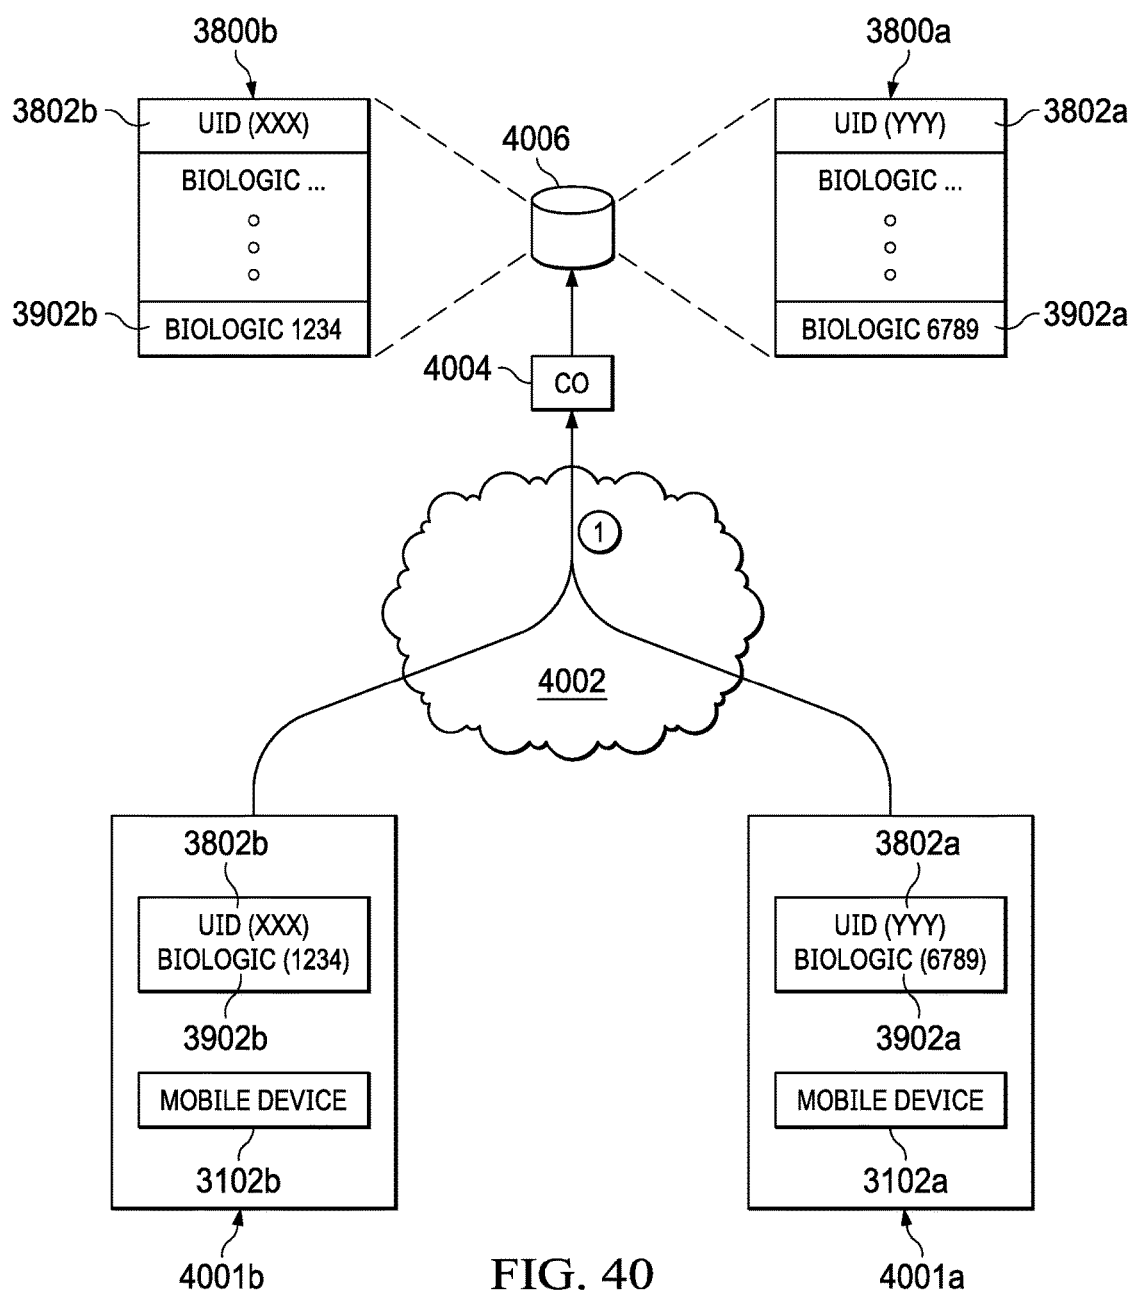 3800b
3800a
3802b
UID (XXX)
4006
UID (YYY)
3802a
BIOLOGIC ...
BIOLOGIC ...
3902b
BIOLOGIC 1234
BIOLOGIC 6789
3902a
4004
CO
1
4002
3802b
3802a
UID (XXX)
BIOLOGIC (1234)
UID (YYY)
BIOLOGIC (6789)
3902b
3902a
MOBILE DEVICE
MOBILE DEVICE
3102b
3102a
4001b
FIG. 40
4001a